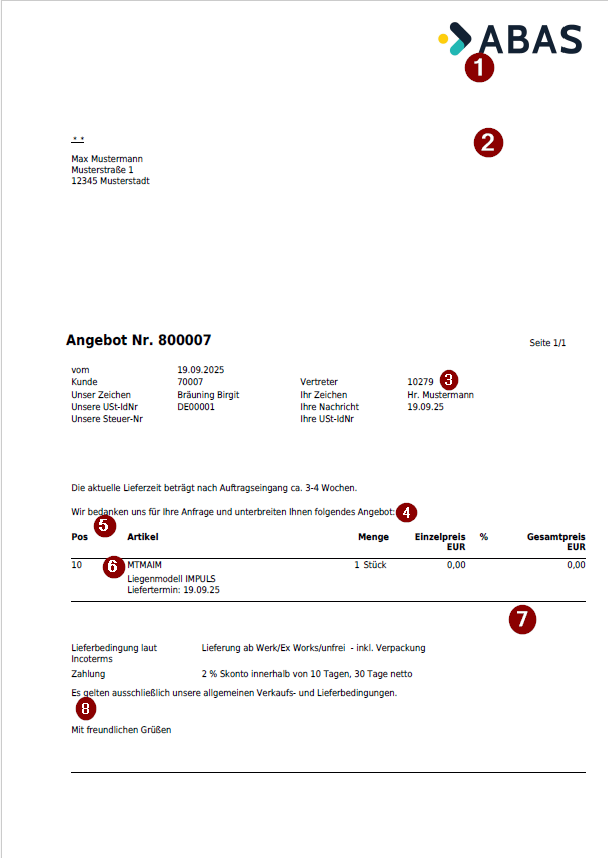 ABAS
1
* *
2
Max Mustermann
Musterstraße 1
12345 Musterstadt
Angebot Nr. 800007
Seite 1/1
vom 19.09.2025
Kunde 70007 Vertreter 10279 3
Unser Zeichen Bräuning Birgit Ihr Zeichen Hr. Mustermann
Unsere USt-IdNr DE00001 Ihre Nachricht 19.09.25
Unsere Steuer-Nr Ihre USt-IdNr
Die aktuelle Lieferzeit beträgt nach Auftragseingang ca. 3-4 Wochen.
Wir bedanken uns für Ihre Anfrage und unterbreiten Ihnen folgendes Angebot: 4
5
Pos Artikel Menge Einzelpreis % Gesamtpreis
EUR EUR
10 6 MTMAIM 1 Stück 0,00 0,00
Liegenmodell IMPULS
Liefertermin: 19.09.25
7
Lieferbedingung laut Lieferung ab Werk/Ex Works/unfrei - inkl. Verpackung
Incoterms
Zahlung 2 % Skonto innerhalb von 10 Tagen, 30 Tage netto
Es gelten ausschließlich unsere allgemeinen Verkaufs- und Lieferbedingungen.
8
Mit freundlichen Grüßen